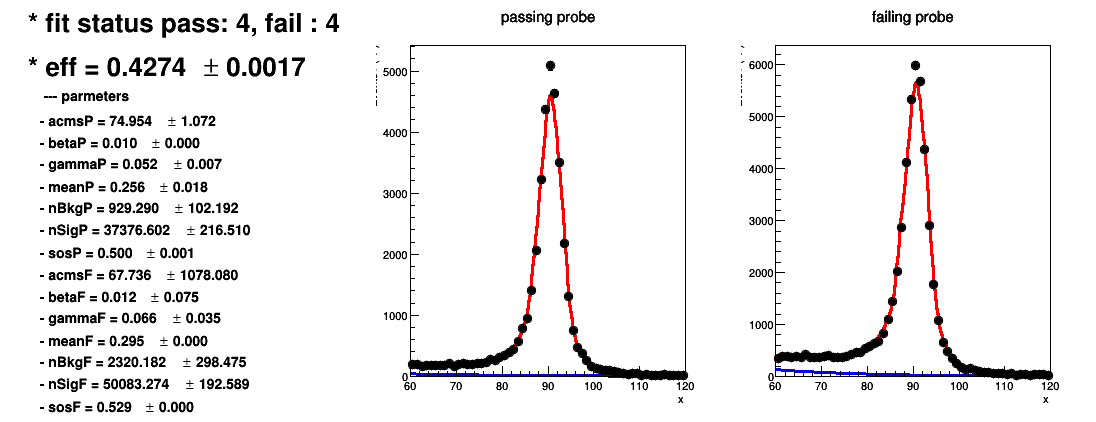 * fit status pass: 4, fail : 4
* eff = 0.4274 ± 0.0017
--- parmeters
- acmsP = 74.954 ± 1.072
- betaP = 0.010 ± 0.000
- gammaP = 0.052 ± 0.007
- meanP = 0.256 ± 0.018
- nBkgP = 929.290 ± 102.192
- nSigP = 37376.602 ± 216.510
- sosP = 0.500 ± 0.001
- acmsF = 67.736 ± 1078.080
- betaF = 0.012 ± 0.075
- gammaF = 0.066 ± 0.035
- meanF = 0.295 ± 0.000
- nBkgF = 2320.182 ± 298.475
- nSigF = 50083.274 ± 192.589
- sosF = 0.529 ± 0.000
passing probe
5000
4000
3000
2000
1000
0
60 70 80 90 100 110 120
x
failing probe
6000
5000
4000
3000
2000
1000
0
60 70 80 90 100 110 120
x